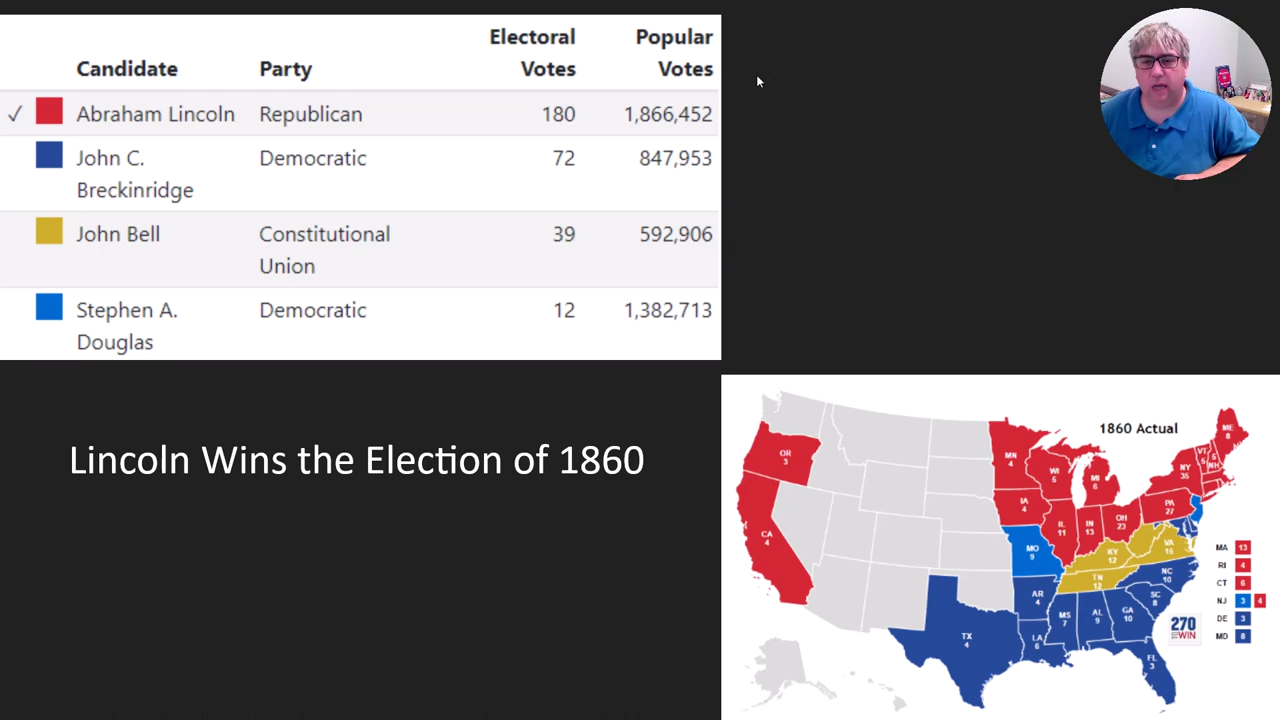 Electoral Popular
Candidate Party Votes Votes
✓ Abraham Lincoln Republican 180 1,866,452
John C. Democratic 72 847,953
Breckinridge
John Bell Constitutional 39 592,906
Union
Stephen A. Democratic 12 1,382,713
Douglas
Lincoln Wins the Election of 1860
1860 Actual
ME
8
OR
3
MN
4
WI
5
MI
6
VT
5
5
NH
NY
35
IA
4
PA
27
CA
4
IL
11
IN
13
OH
23
MO
9
KY
12
VA
15
TN
12
NC
10
AR
4
SC
8
MS
7
AL
9
GA
10
TX
4
LA
6
FL
3
MA 13
RI 4
CT 6
NJ 3 4
DE 3
MD 8
270
WIN